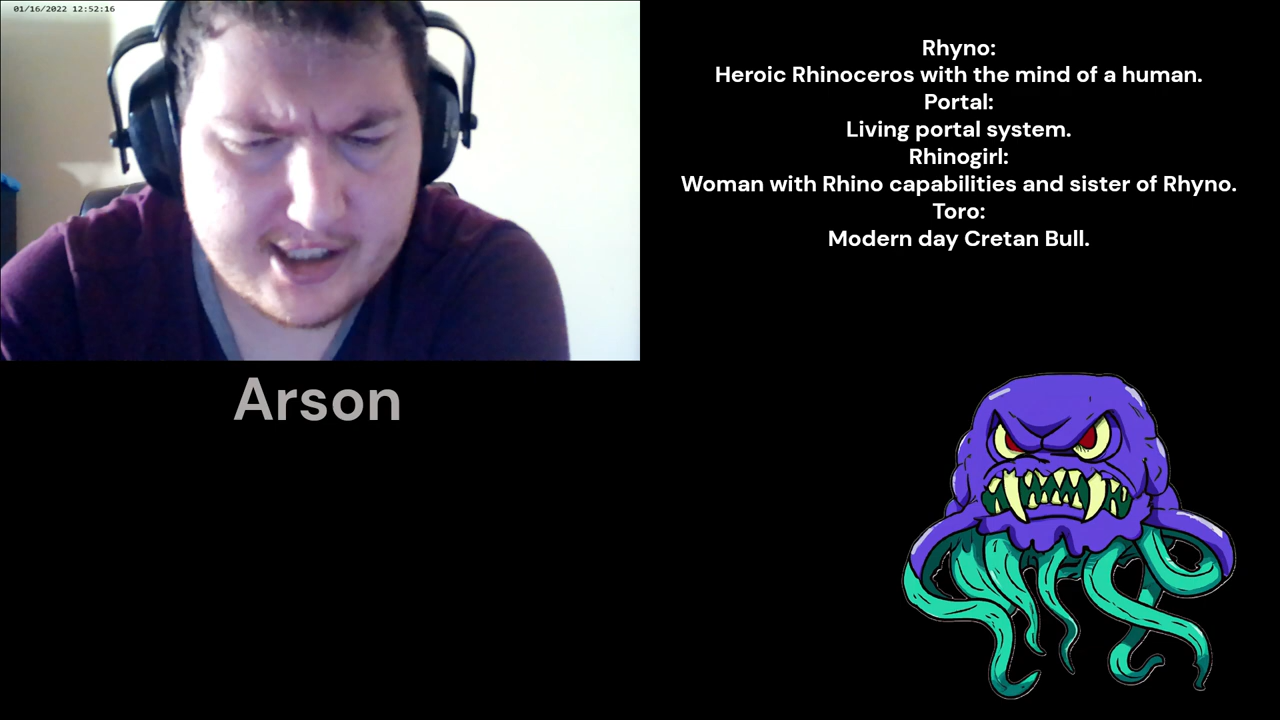 01/16/2022 12:52:16
Rhyno:
Heroic Rhinoceros with the mind of a human.
Portal:
Living portal system.
Rhinogirl:
Woman with Rhino capabilities and sister of Rhyno.
Toro:
Modern day Cretan Bull.
Arson